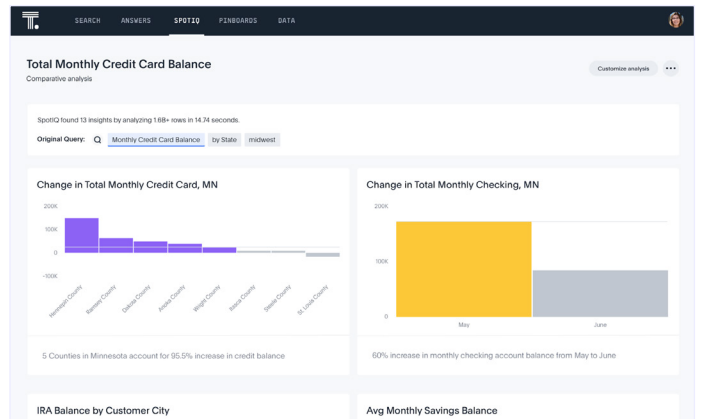 T.
SEARCH ANSWERS SPOTIQ PINBOARDS DATA
Total Monthly Credit Card Balance
Comparative analysis
Customize analysis
SpotIQ found 13 insights by analyzing 1.6B+ rows in 14.74 seconds.
Original Query: Monthly Credit Card Balance by State midwest
Change in Total Monthly Credit Card, MN
200K
100K
0
-100K
Hennepin County
Ramsey County
Dakota County
Anoka County
Wright County
Itasca County
Steele County
St. Louis County
5 Counties in Minnesota account for 95.5% increase in credit balance
Change in Total Monthly Checking, MN
200K
100K
0
May June
60% increase in monthly checking account balance from May to June
IRA Balance by Customer City
Avg Monthly Savings Balance